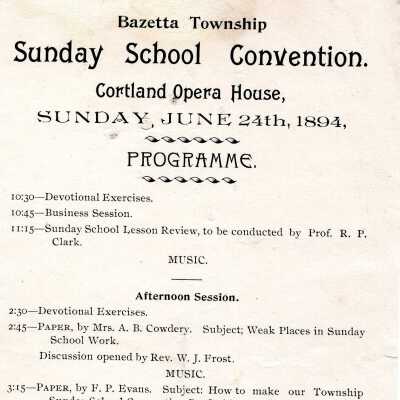 Bazetta Township
Sunday School Convention.
Cortland Opera House,
SUNDAY, JUNE 24th, 1894,
PROGRAMME.
10:30—Devotional Exercises.
10:45—Business Session.
11:15—Sunday School Lesson Review, to be conducted by Prof. R. P.
Clark.
MUSIC.
Afternoon Session.
2:30—Devotional Exercises.
2:45—PAPER, by Mrs. A. B. Cowdery. Subject; Weak Places in Sunday
School Work.
Discussion opened by Rev. W. J. Frost.
MUSIC.
3:15—PAPER, by F. P. Evans. Subject: How to make our Township
Sunday School